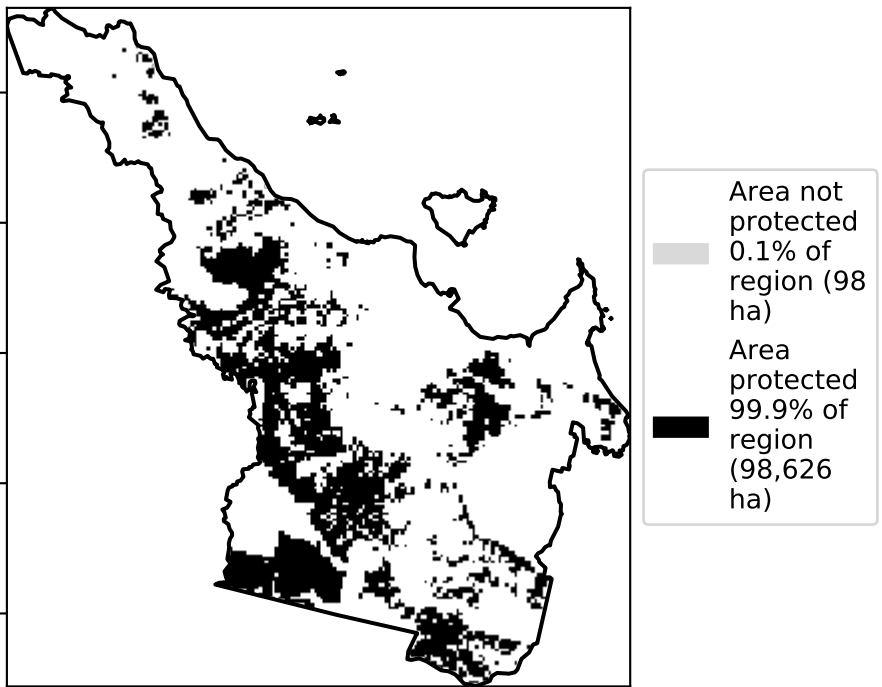 Area not
protected
0.1% of
region (98
ha)
Area
protected
99.9% of
region
(98,626
ha)